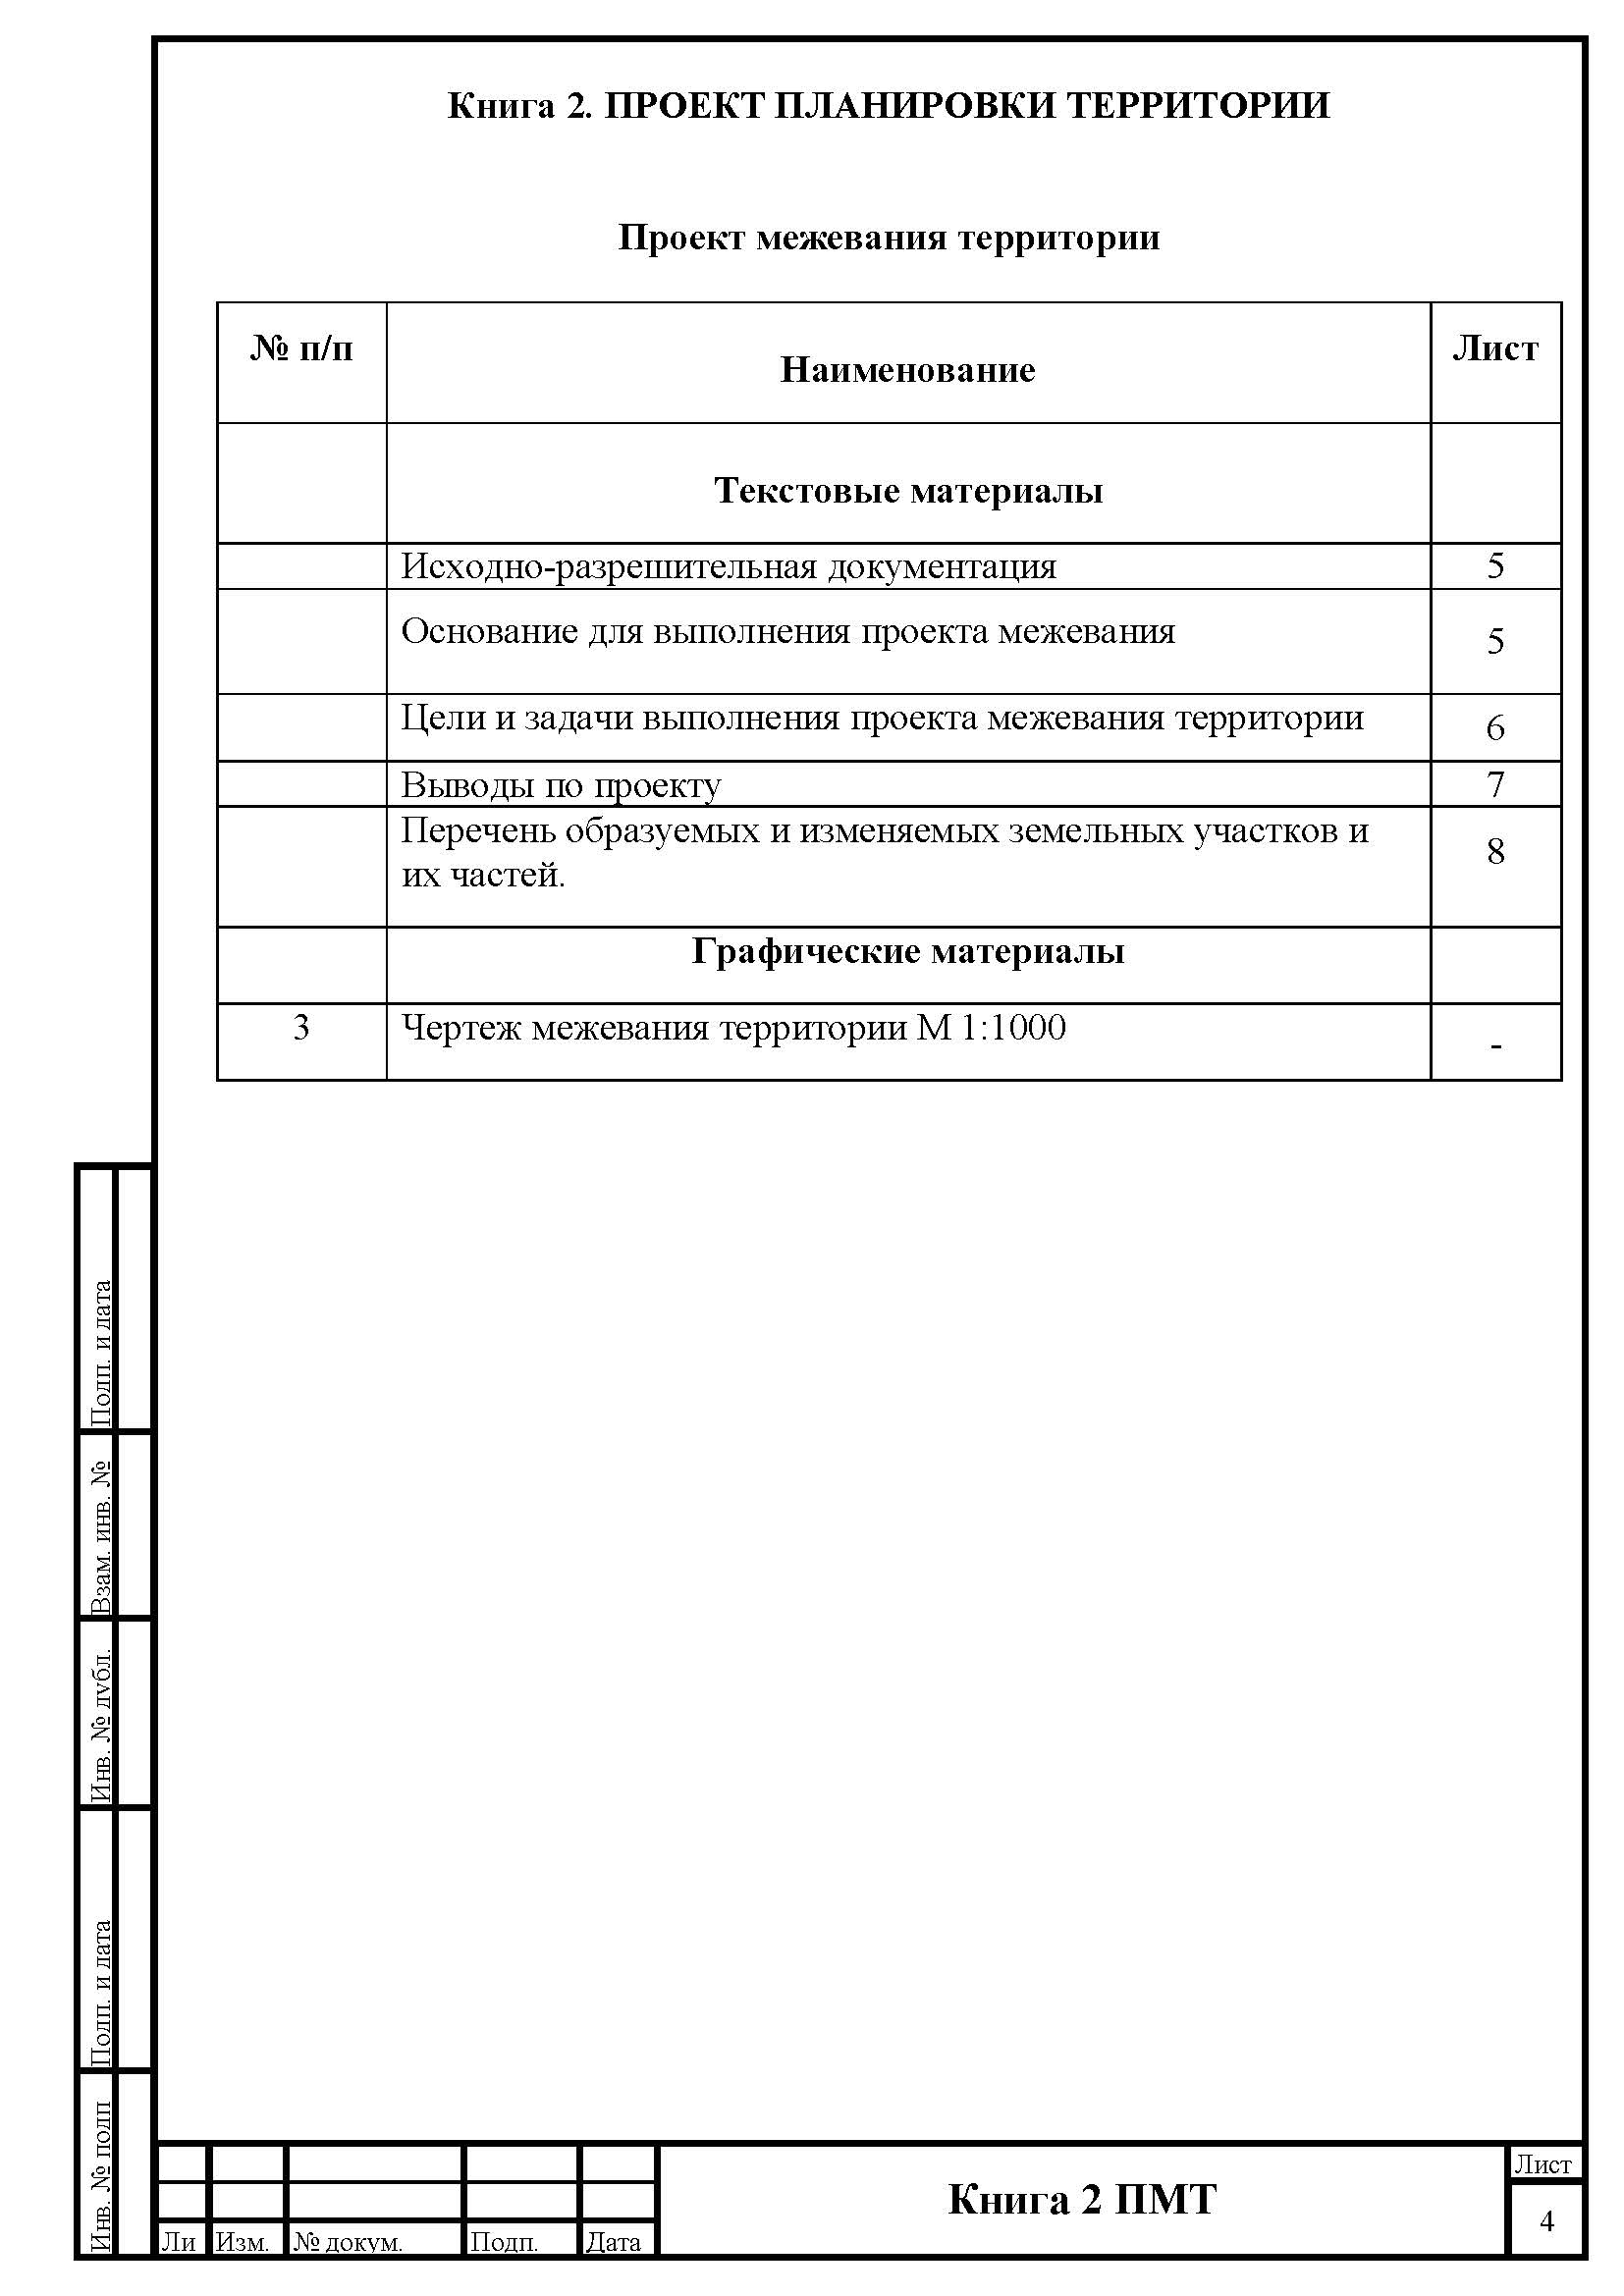 Книга 2. ПРОЕКТ ПЛАНИРОВКИ ТЕРРИТОРИИ
Проект межевания территории
№ п/п
Наименование
Лист
Текстовые материалы
Исходно-разрешительная документация
5
Основание для выполнения проекта межевания
5
Цели и задачи выполнения проекта межевания территории
6
Выводы по проекту
7
Перечень образуемых и изменяемых земельных участков и
их частей.
8
Графические материалы
3
Чертеж межевания территории М 1:1000
-
Подп. и дата
Взам. инв. №
Инв. № дубл.
Подп. и дата
Инв. № подп
Ли
Изм.
№ докум.
Подп.
Дата
Книга 2 ПМТ
Лист
4